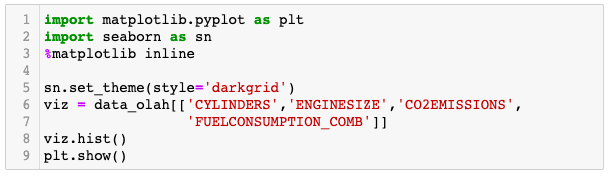 1 import matplotlib.pyplot as plt
2 import seaborn as sn
3 %matplotlib inline
4
5 sn.set_theme(style='darkgrid')
6 viz = data_olah[['CYLINDERS','ENGINESIZE','CO2EMISSIONS',
7                  'FUELCONSUMPTION_COMB']]
8 viz.hist()
9 plt.show()